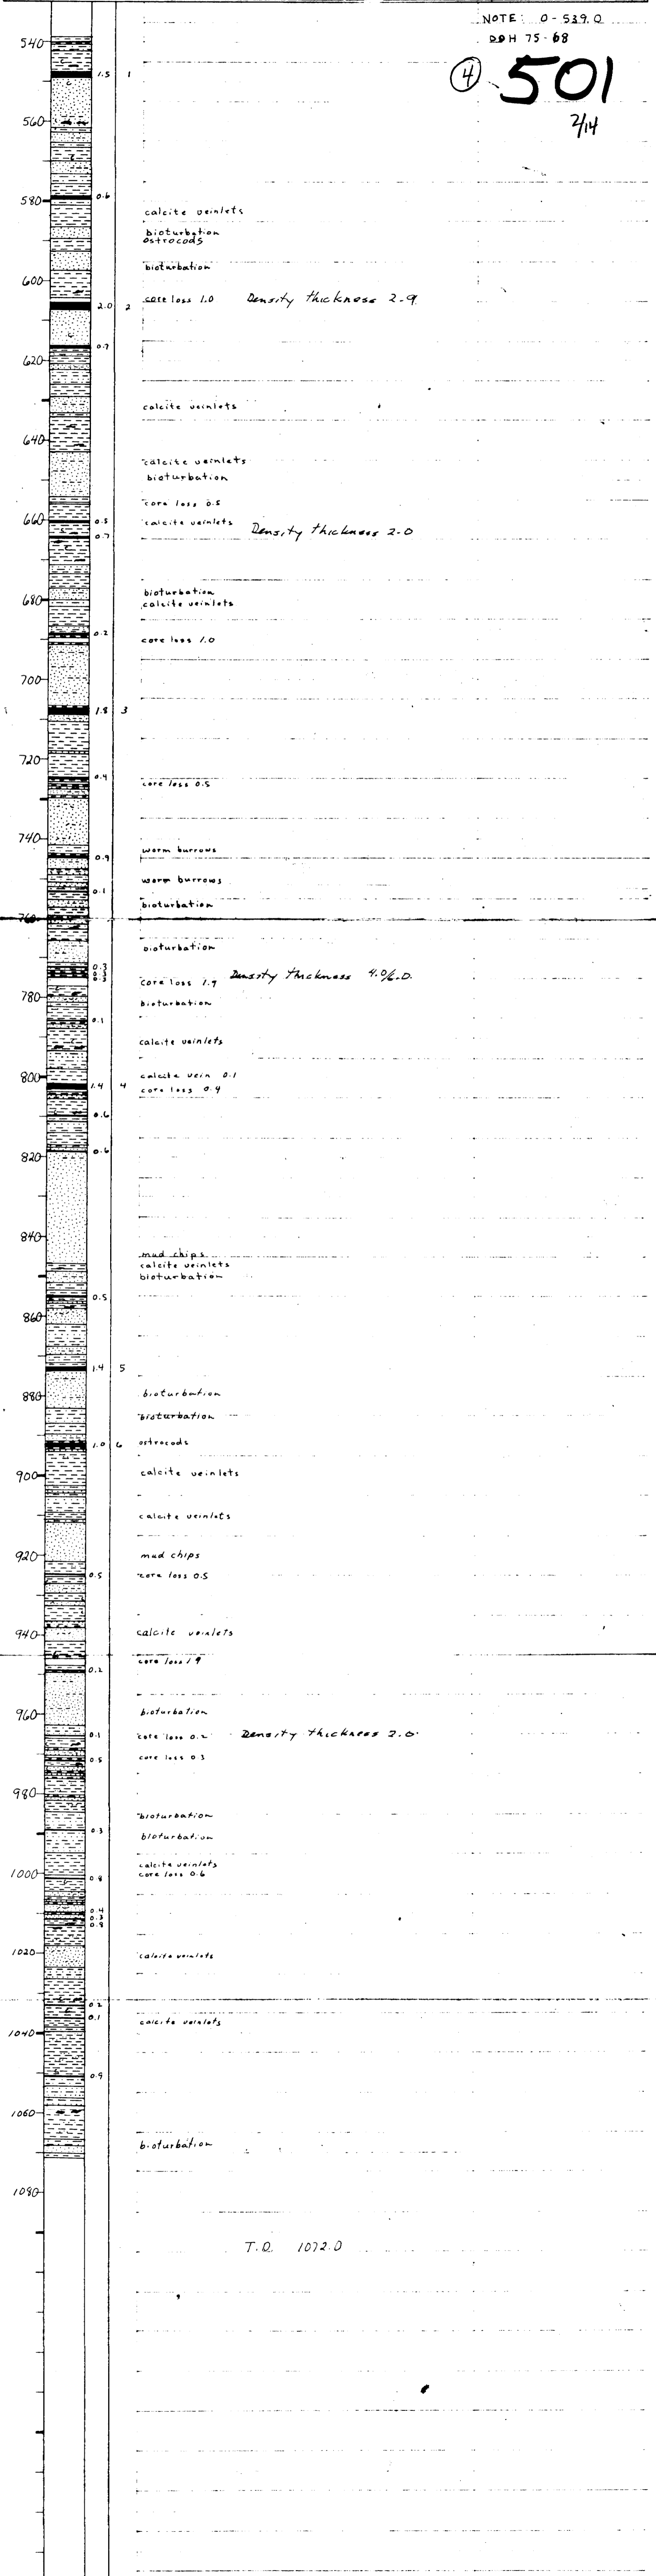 NOTE: 0-539.0
DDH 75-68
4 501
2/14
540
1.5 1
560
580
0.6
calcite veinlets
bioturbation
ostrocods
bioturbation
600
2.0 2 core loss 1.0 Density thickness 2.9
0.7
620
calcite veinlets
640
calcite veinlets
bioturbation
core loss 0.5
660 0.5 calcite veinlets
0.7 Density thickness 2.0
bioturbation
680 calcite veinlets
0.2 core loss 1.0
700
1.8 3
720
0.4
core loss 0.5
740
worm burrows
0.9
worm burrows
0.1
bioturbation
760
bioturbation
0.3
0.3
0.3 core loss 1.9 Density thickness 4.0/6.0
780
bioturbation
0.1
calcite veinlets
800 calcite vein 0.1
1.4 4 core loss 0.4
0.6
820 0.6
840
mud chips
calcite veinlets
bioturbation
0.5
860
1.4 5
880 bioturbation
bioturbation
1.0 6 ostrocods
900 calcite veinlets
calcite veinlets
920 mud chips
0.5 core loss 0.5
940 calcite veinlets
core loss 1.9
0.2
960 bioturbation
0.1 core loss 0.2 Density thickness 2.0
0.5 core loss 0.3
980
bioturbation
0.3 bioturbation
calcite veinlets
1000 0.8 core loss 0.6
0.4
0.3
0.8
1020 calcite veinlets
0.2
0.1 calcite veinlets
1040
0.9
1060
bioturbation
1080
T.D. 1072.0